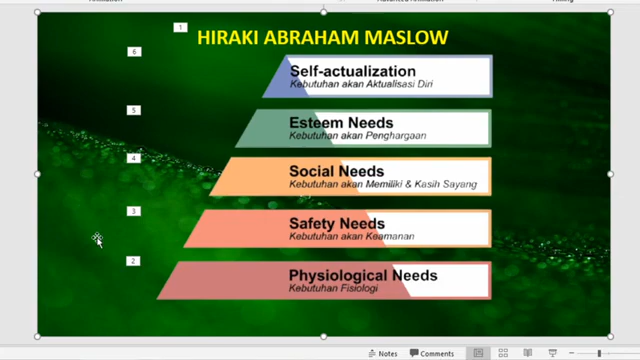 1
HIRAKI ABRAHAM MASLOW
6
Self-actualization
Kebutuhan akan Aktualisasi Diri
5
Esteem Needs
Kebutuhan akan Penghargaan
4
Social Needs
Kebutuhan akan Memiliki & Kasih Sayang
3
Safety Needs
Kebutuhan akan Keamanan
2
Physiological Needs
Kebutuhan Fisiologi
Notes
Comments